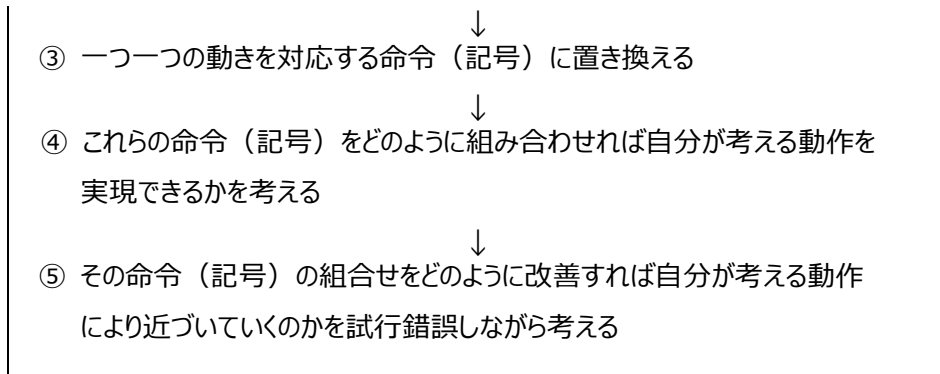 ↓
③ 一つ一つの動きを対応する命令（記号）に置き換える
↓
④ これらの命令（記号）をどのように組み合わせれば自分が考える動作を
実現できるかを考える
↓
⑤ その命令（記号）の組合せをどのように改善すれば自分が考える動作
により近づいていくのかを試行錯誤しながら考える